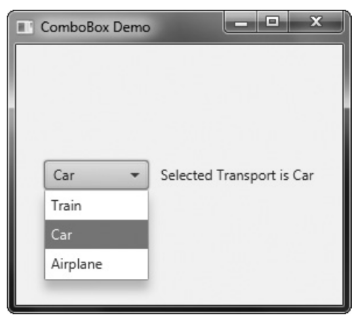 ComboBox Demo
Car Selected Transport is Car
Train
Car
Airplane